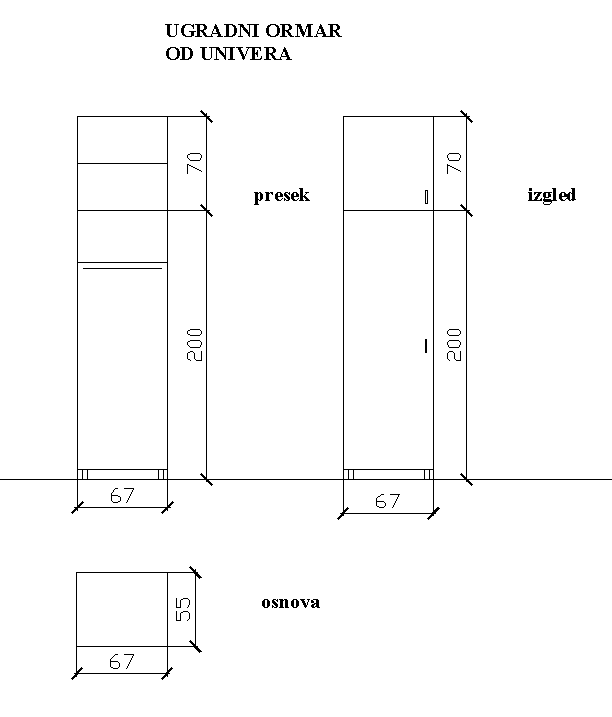 UGRADNI ORMAR
OD UNIVERA
70
70
presek
izgled
200
200
67
67
osnova
55
67